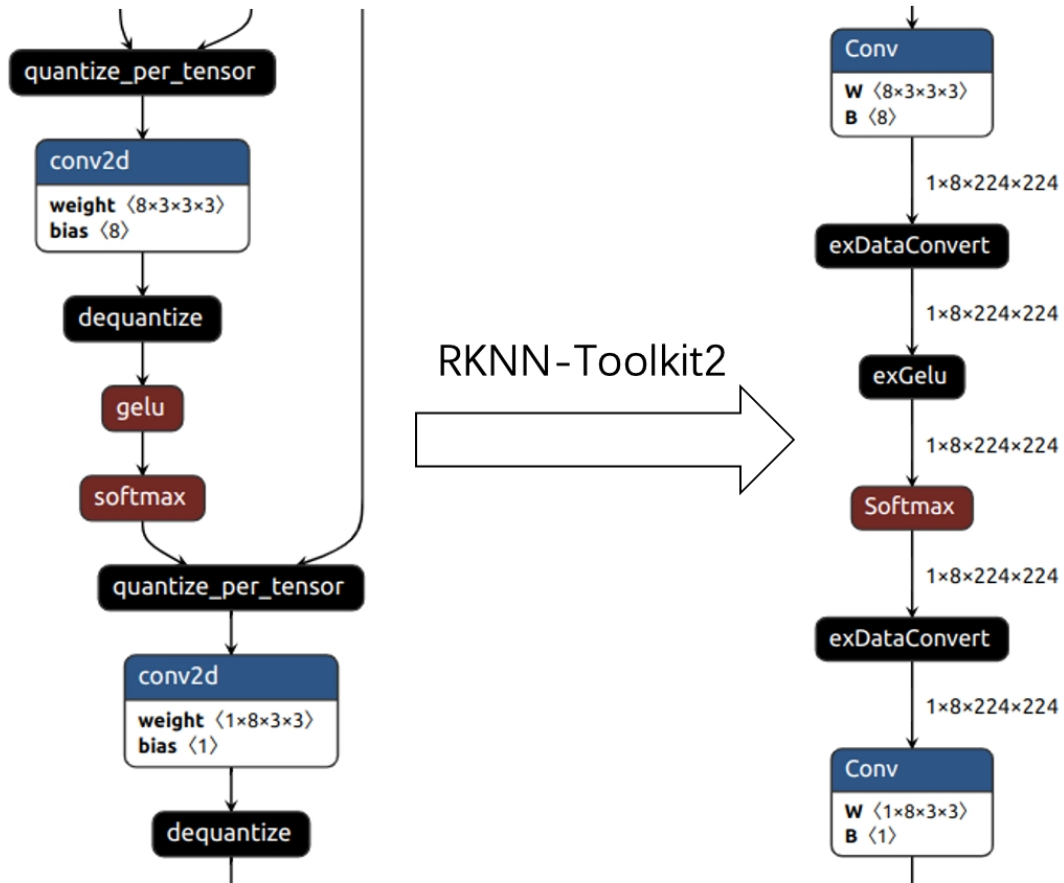 quantize_per_tensor
conv2d
weight〈8×3×3×3〉
bias〈8〉
dequantize
gelu
softmax
quantize_per_tensor
conv2d
weight〈1×8×3×3〉
bias〈1〉
dequantize
RKNN-Toolkit2
Conv
W〈8×3×3×3〉
B〈8〉
1×8×224×224
exDataConvert
1×8×224×224
exGelu
1×8×224×224
Softmax
1×8×224×224
exDataConvert
1×8×224×224
Conv
W〈1×8×3×3〉
B〈1〉